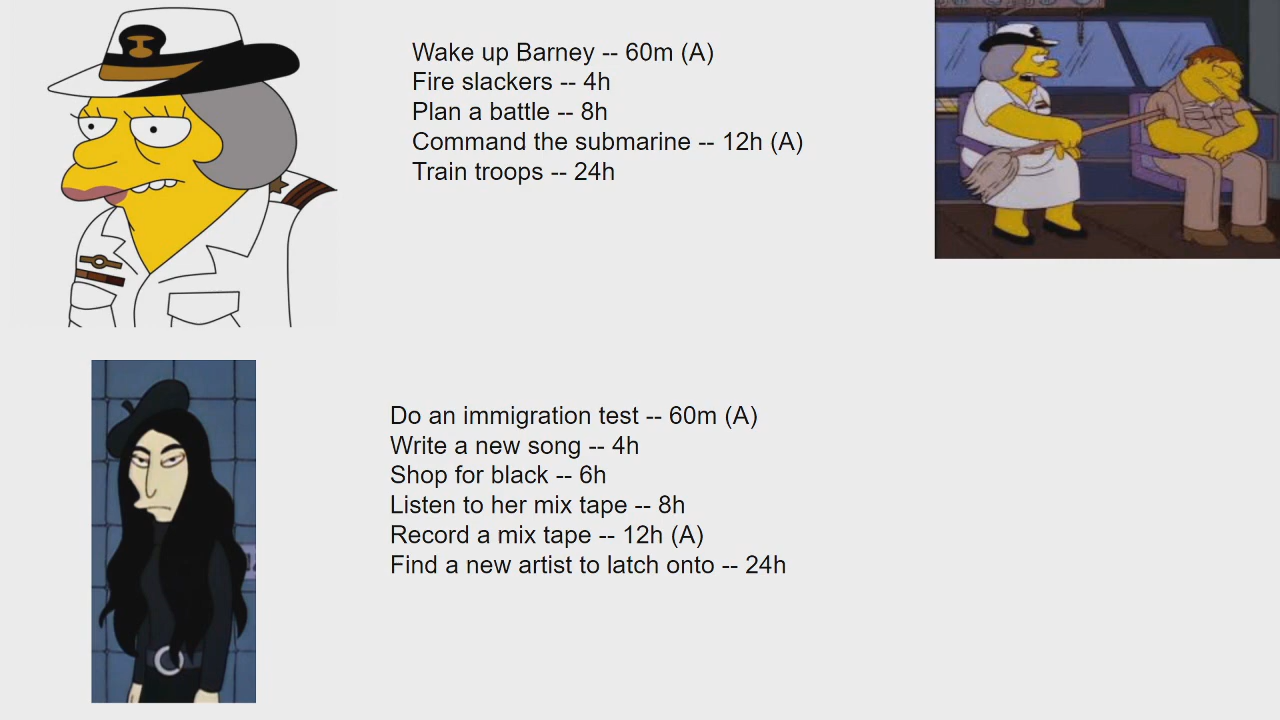 Wake up Barney -- 60m (A)
Fire slackers -- 4h
Plan a battle -- 8h
Command the submarine -- 12h (A)
Train troops -- 24h
Do an immigration test -- 60m (A)
Write a new song -- 4h
Shop for black -- 6h
Listen to her mix tape -- 8h
Record a mix tape -- 12h (A)
Find a new artist to latch onto -- 24h